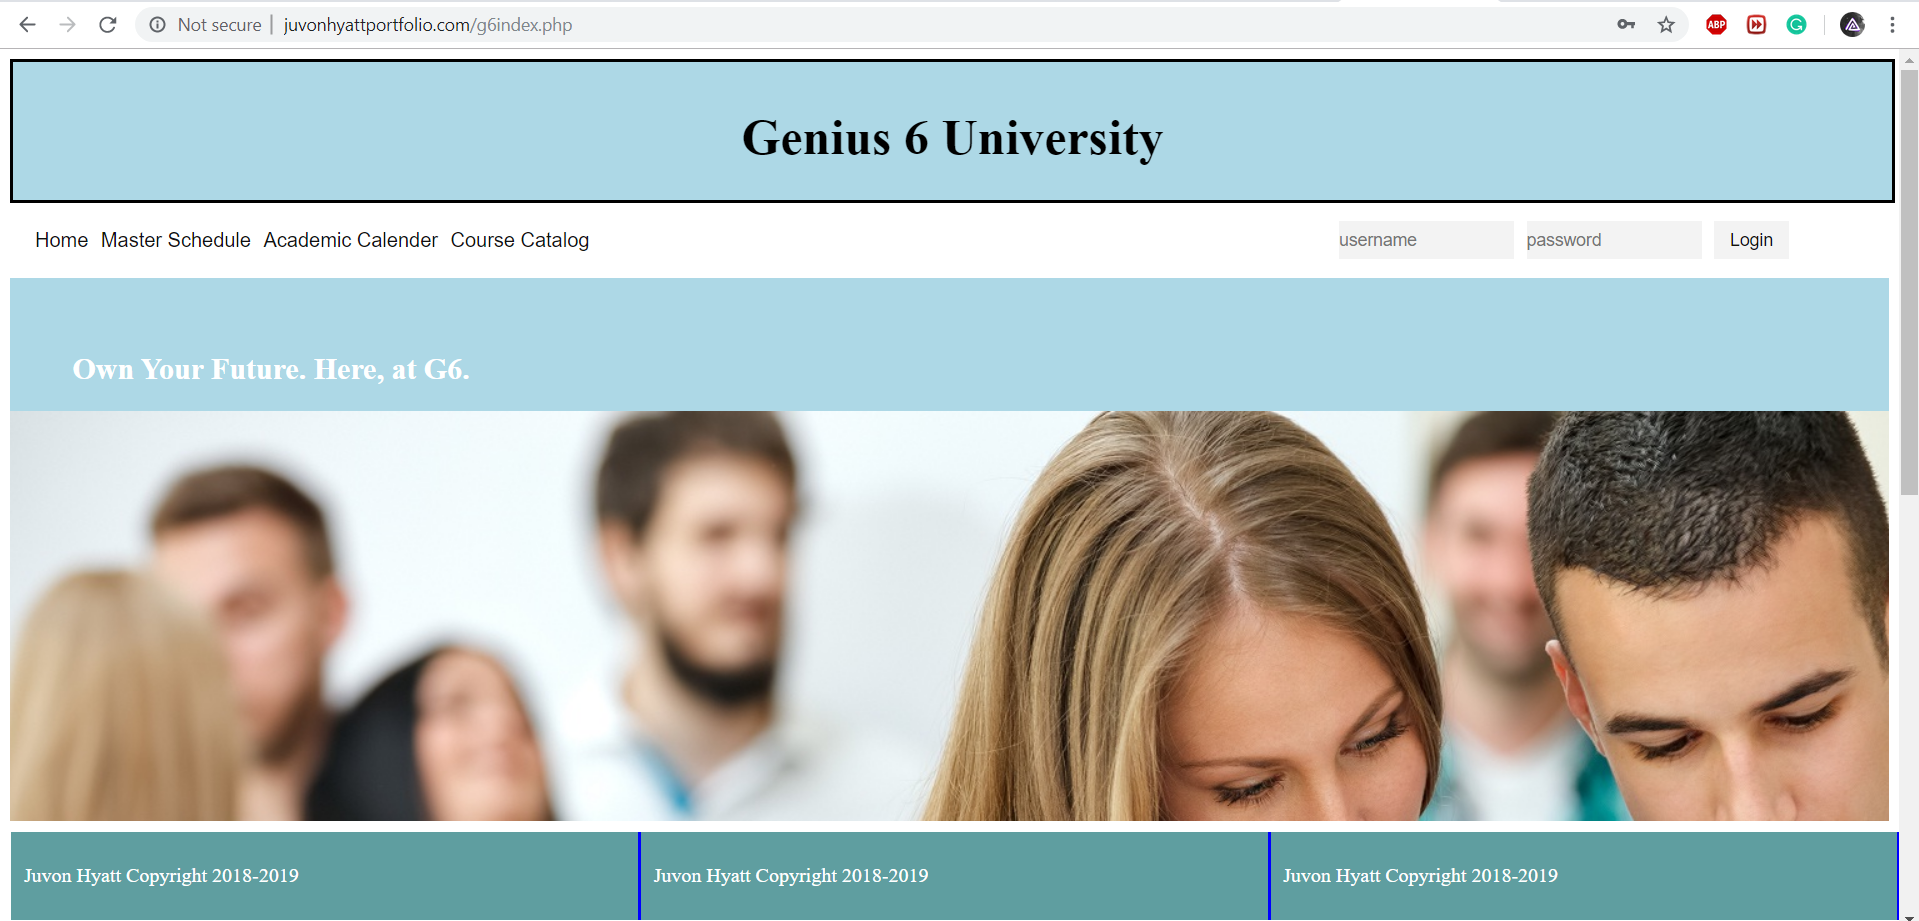 Not secure | juvonhyattportfolio.com/g6index.php
ABP
G
Genius 6 University
Home Master Schedule Academic Calender Course Catalog username password Login
Own Your Future. Here, at G6.
Juvon Hyatt Copyright 2018-2019 Juvon Hyatt Copyright 2018-2019 Juvon Hyatt Copyright 2018-2019